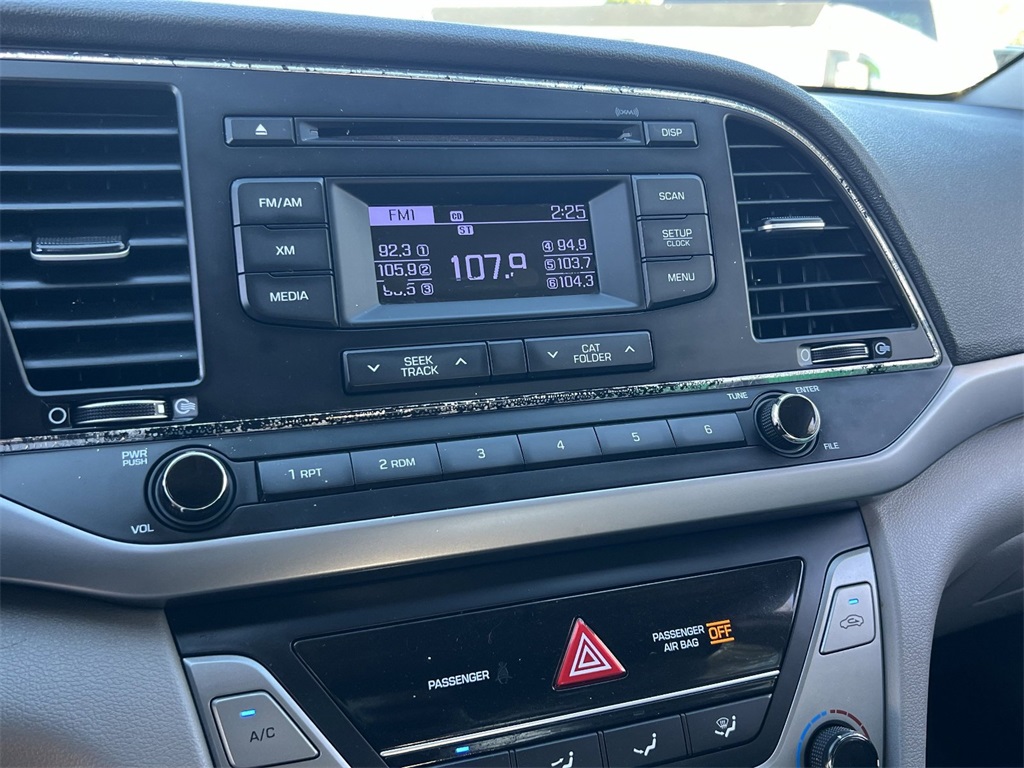 DISP
FM/AM
XM
MEDIA
FM1 CD 2:25
ST
92.3 1
105.9 2
3
107.9
4 94.9
5 103.7
6 104.3
SCAN
SETUP
CLOCK
MENU
SEEK
TRACK
CAT
FOLDER
PWR
PUSH
VOL
1 RPT
2 RDM
3
4
5
6
TUNE
ENTER
FILE
PASSENGER
PASSENGER
AIR BAG
OFF
A/C